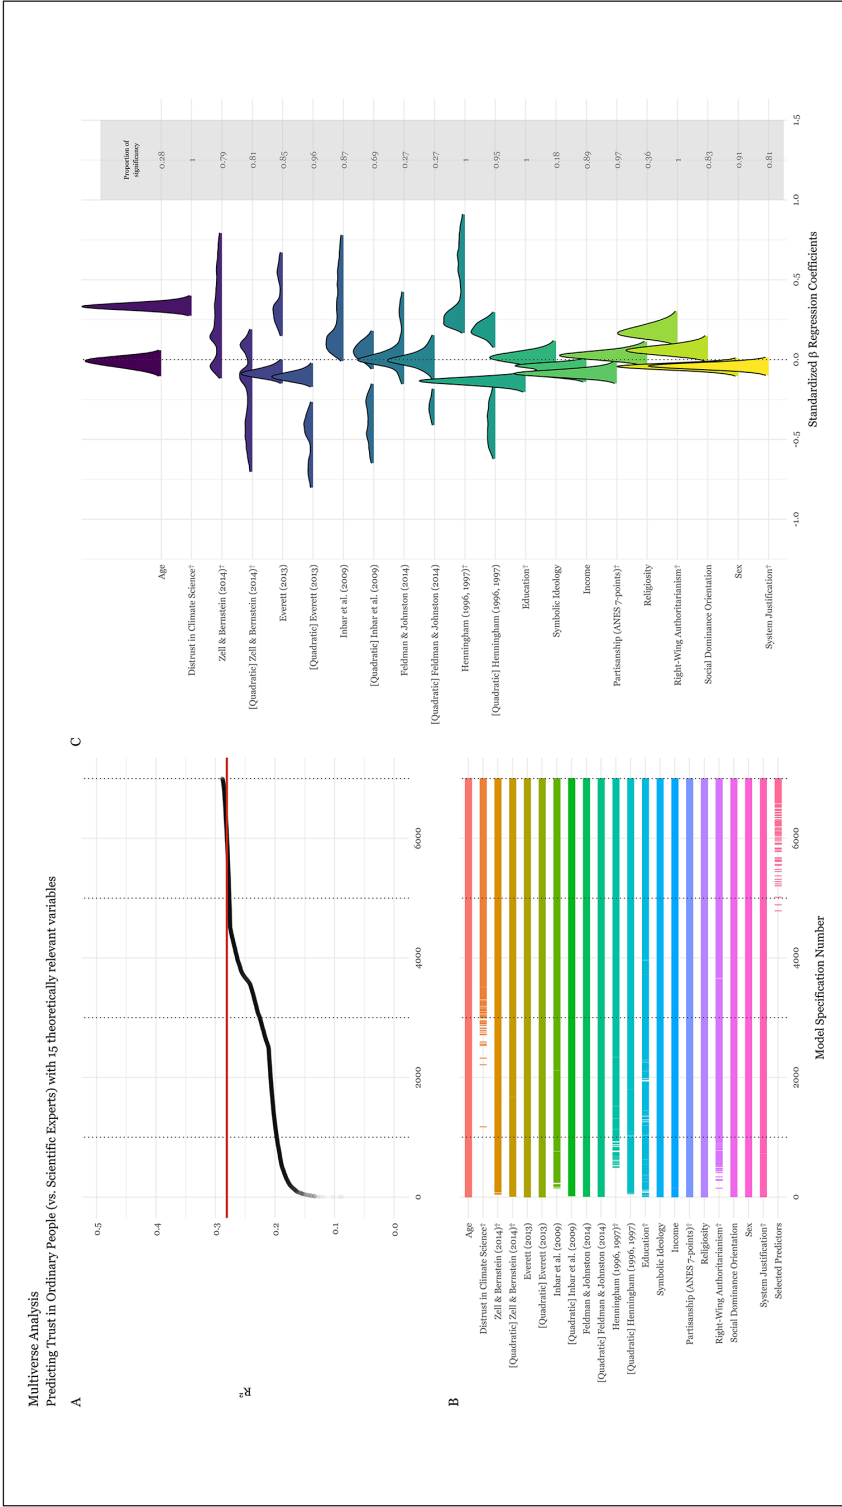 Multiverse Analysis
Predicting Trust in Ordinary People (vs. Scientific Experts) with 15 theoretically relevant variables
A
0.5
0.4
0.3
0.2
0.1
0.0
R²
0
2000
4000
6000
B
Age
Distrust in Climate Science†
Zell & Bernstein (2014)†
[Quadratic] Zell & Bernstein (2014)†
Everett (2013)
[Quadratic] Everett (2013)
Inbar et al. (2009)
[Quadratic] Inbar et al. (2009)
Feldman & Johnston (2014)
[Quadratic] Feldman & Johnston (2014)
Henningham (1996, 1997)†
[Quadratic] Henningham (1996, 1997)
Education†
Symbolic Ideology
Income
Partisanship (ANES 7-points)†
Religiosity
Right-Wing Authoritarianism†
Social Dominance Orientation
Sex
System Justification†
Selected Predictors
0
2000
4000
6000
Model Specification Number
C
Proportion of
significancy
Age
0.28
Distrust in Climate Science†
1
Zell & Bernstein (2014)†
0.79
[Quadratic] Zell & Bernstein (2014)†
0.81
Everett (2013)
0.85
[Quadratic] Everett (2013)
0.96
Inbar et al. (2009)
0.87
[Quadratic] Inbar et al. (2009)
0.69
Feldman & Johnston (2014)
0.27
[Quadratic] Feldman & Johnston (2014)
0.27
Henningham (1996, 1997)†
1
[Quadratic] Henningham (1996, 1997)
0.95
Education†
1
Symbolic Ideology
0.18
Income
0.89
Partisanship (ANES 7-points)†
0.97
Religiosity
0.36
Right-Wing Authoritarianism†
1
Social Dominance Orientation
0.83
Sex
0.91
System Justification†
0.81
-1.0
-0.5
0.0
0.5
1.0
1.5
Standardized β Regression Coefficients